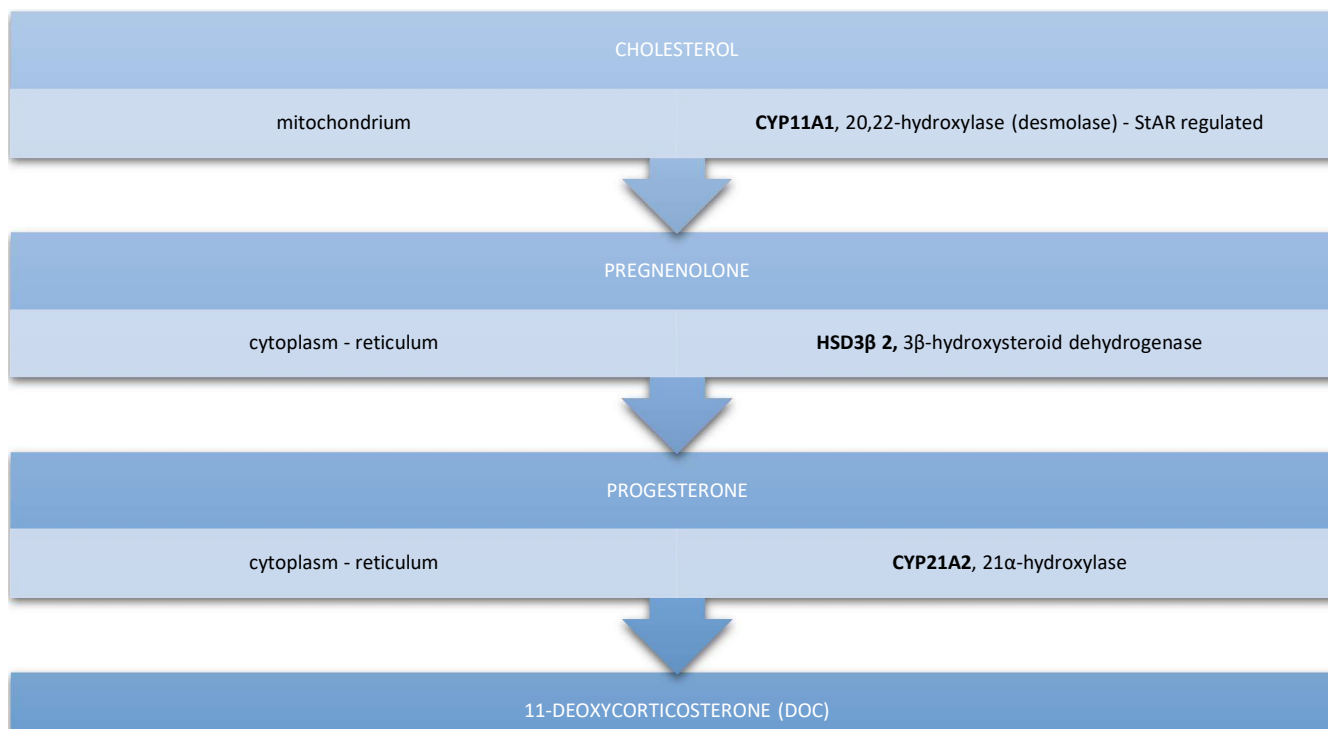 CHOLESTEROL
mitochondrium
CYP11A1, 20,22-hydroxylase (desmolase) - StAR regulated
PREGNENOLONE
cytoplasm - reticulum
HSD3β 2, 3β-hydroxysteroid dehydrogenase
PROGESTERONE
cytoplasm - reticulum
CYP21A2, 21α-hydroxylase
11-DEOXYCORTICOSTERONE (DOC)